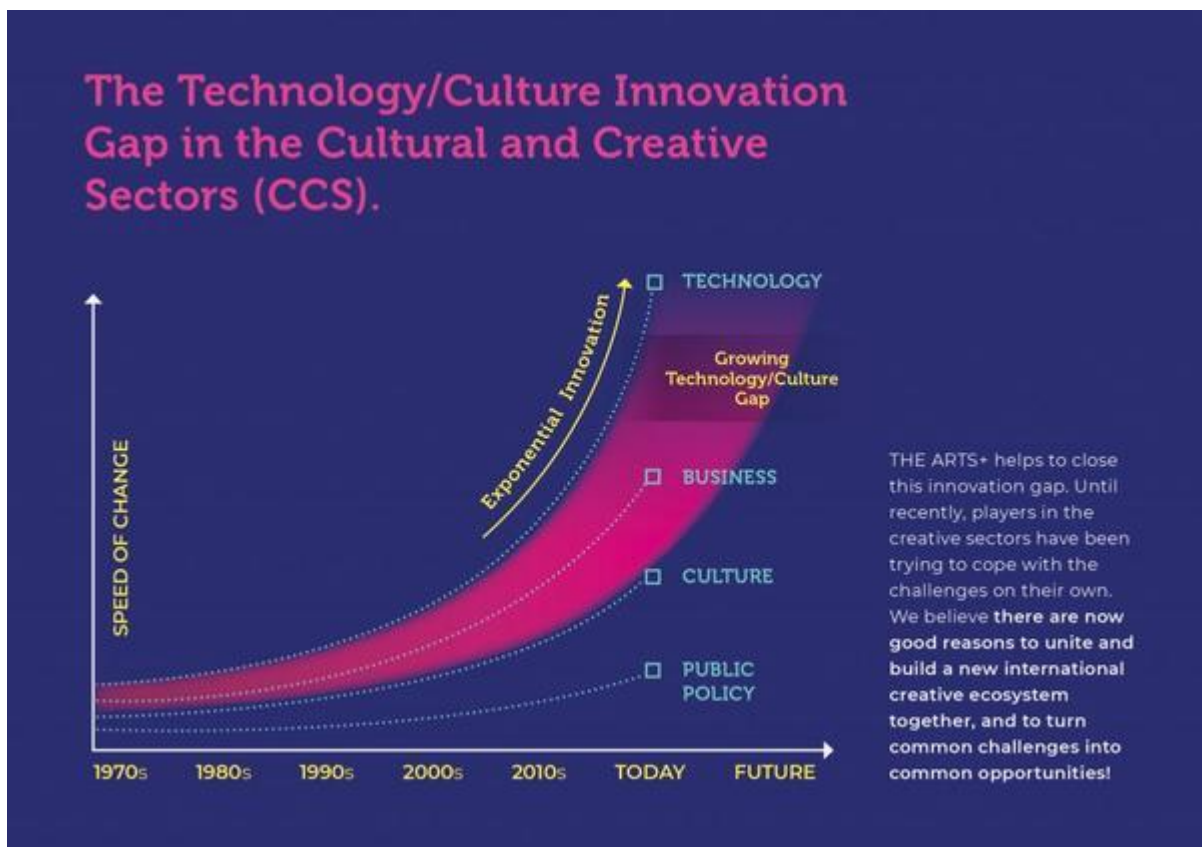 The Technology/Culture Innovation
Gap in the Cultural and Creative
Sectors (CCS).
SPEED OF CHANGE
Exponential Innovation
TECHNOLOGY
Growing
Technology/Culture
Gap
BUSINESS
CULTURE
PUBLIC
POLICY
1970s 1980s 1990s 2000s 2010s TODAY FUTURE
THE ARTS+ helps to close
this innovation gap. Until
recently, players in the
creative sectors have been
trying to cope with the
challenges on their own.
We believe there are now
good reasons to unite and
build a new international
creative ecosystem
together, and to turn
common challenges into
common opportunities!